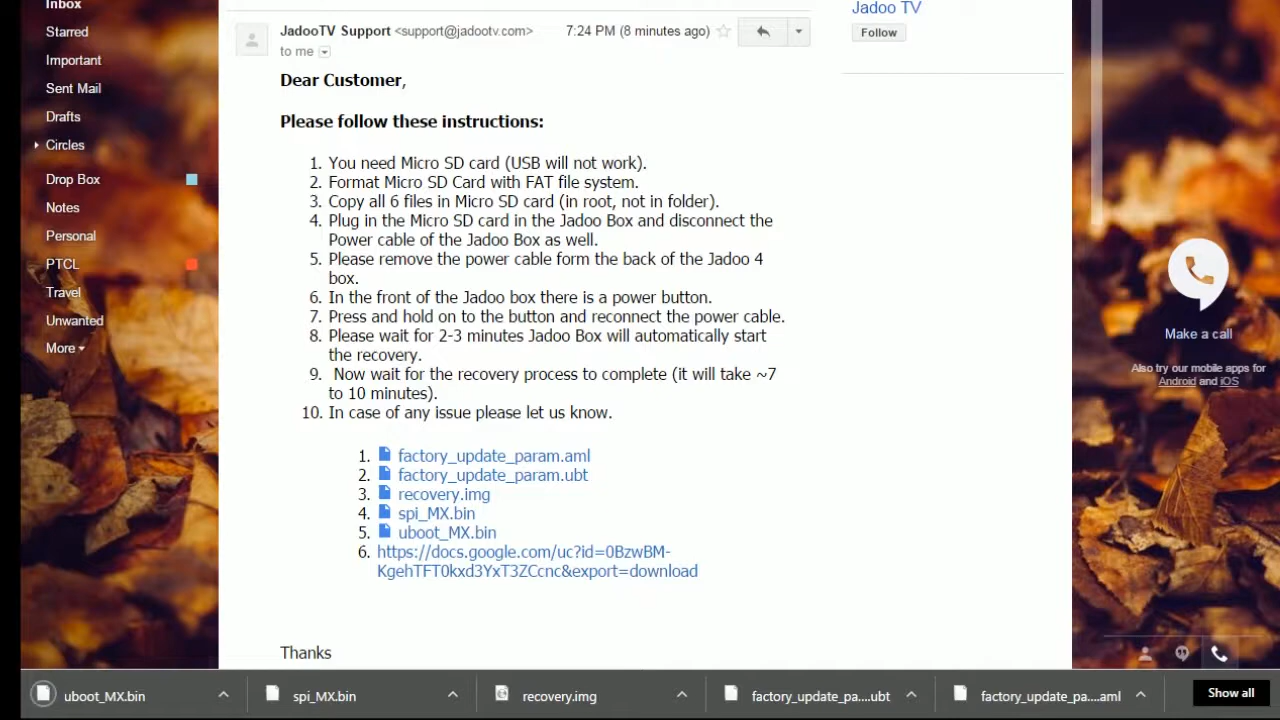 Inbox
Starred
Important
Sent Mail
Drafts
Circles
Drop Box
Notes
Personal
PTCL
Travel
Unwanted
More
JadooTV Support <support@jadootv.com> 7:24 PM (8 minutes ago)
to me
Dear Customer,
Please follow these instructions:
1. You need Micro SD card (USB will not work).
2. Format Micro SD Card with FAT file system.
3. Copy all 6 files in Micro SD card (in root, not in folder).
4. Plug in the Micro SD card in the Jadoo Box and disconnect the
Power cable of the Jadoo Box as well.
5. Please remove the power cable form the back of the Jadoo 4
box.
6. In the front of the Jadoo box there is a power button.
7. Press and hold on to the button and reconnect the power cable.
8. Please wait for 2-3 minutes Jadoo Box will automatically start
the recovery.
9. Now wait for the recovery process to complete (it will take ~7
to 10 minutes).
10. In case of any issue please let us know.
1. factory_update_param.aml
2. factory_update_param.ubt
3. recovery.img
4. spi_MX.bin
5. uboot_MX.bin
6. https://docs.google.com/uc?id=0BzwBM-
KgehTFT0kxd3YxT3ZCcnc&export=download
Thanks
Jadoo TV
Follow
Make a call
Also try our mobile apps for
Android and iOS
uboot_MX.bin
spi_MX.bin
recovery.img
factory_update_pa....ubt
factory_update_pa....aml
Show all